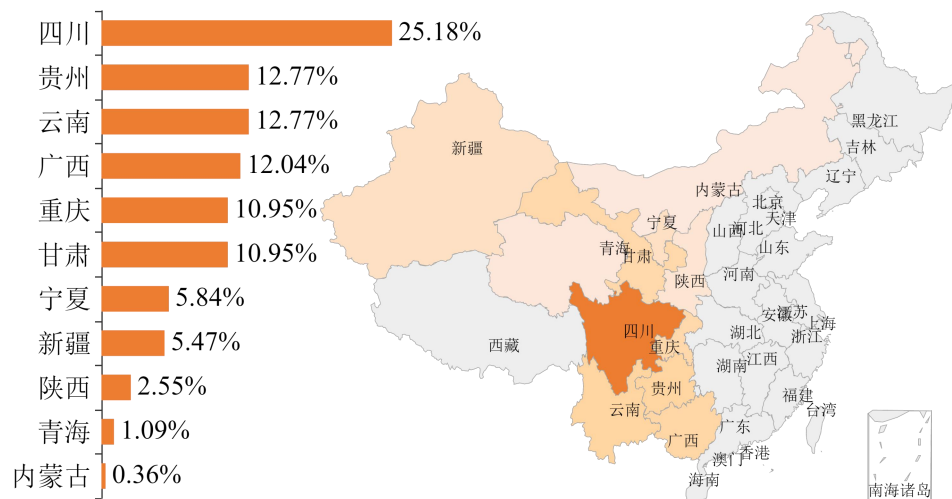 四川 25.18%
贵州 12.77%
云南 12.77%
广西 12.04%
重庆 10.95%
甘肃 10.95%
宁夏 5.84%
新疆 5.47%
陕西 2.55%
青海 1.09%
内蒙古 0.36%
黑龙江
吉林
新疆
辽宁
内蒙古
北京
天津
宁夏
山西
河北
青海
甘肃
山东
陕西
河南
安徽
江苏
上海
四川
湖北
浙江
西藏
重庆
湖南
江西
贵州
福建
云南
台湾
广西
广东
香港
澳门
海南
南海诸岛